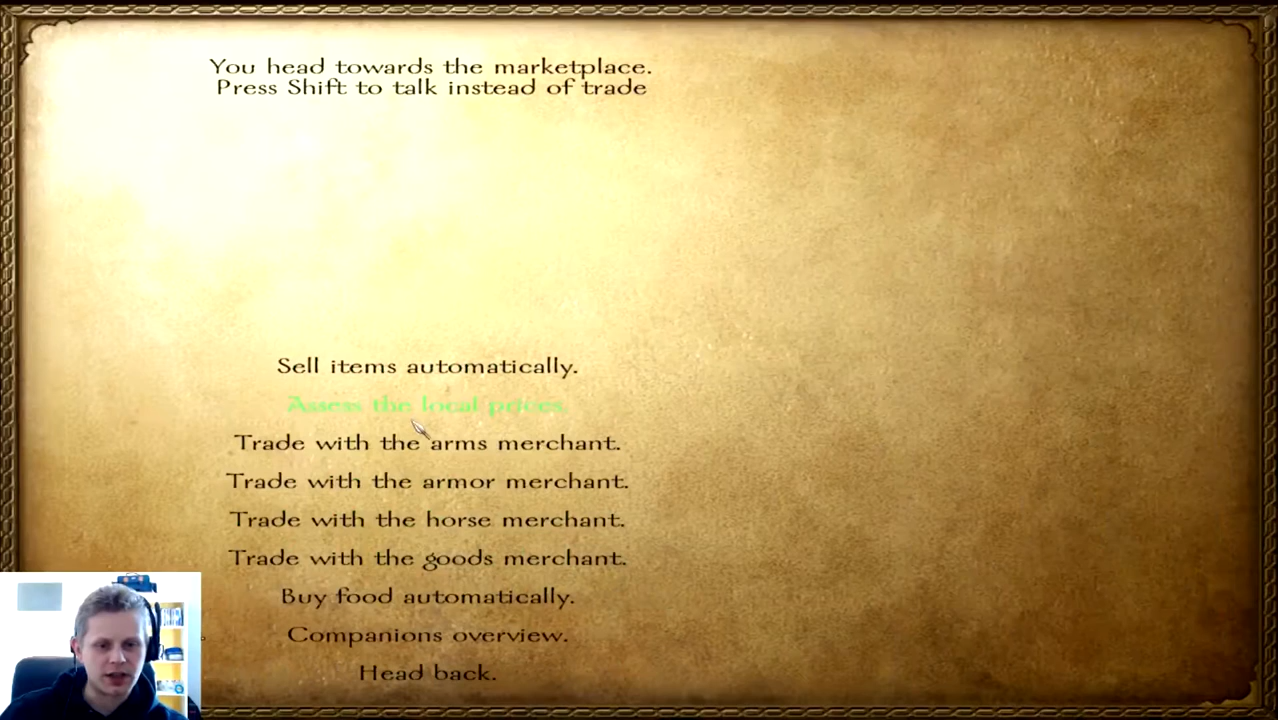 You head towards the marketplace.
Press Shift to talk instead of trade
Sell items automatically.
Assess the local prices.
Trade with the arms merchant.
Trade with the armor merchant.
Trade with the horse merchant.
Trade with the goods merchant.
Buy food automatically.
Companions overview.
Head back.